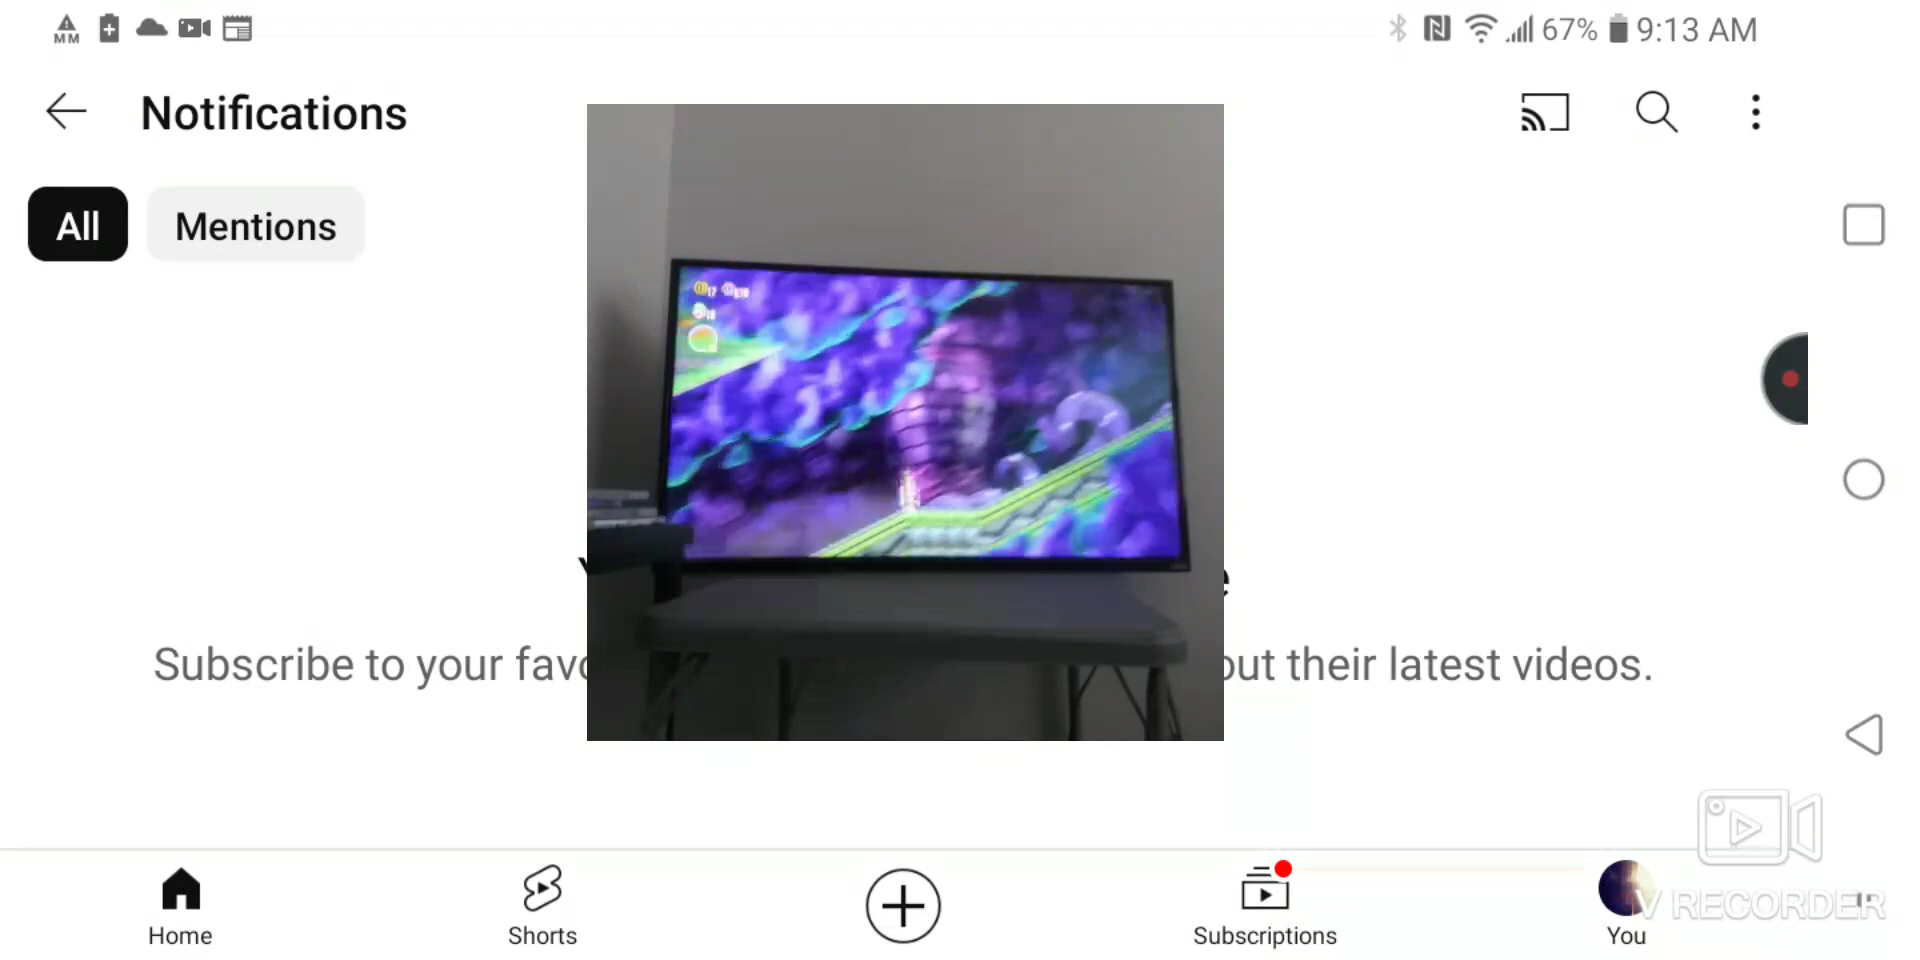 MM
67% 9:13 AM
Notifications
All Mentions
Subscribe to your
out their latest videos.
Home Shorts Subscriptions You
V RECORDER